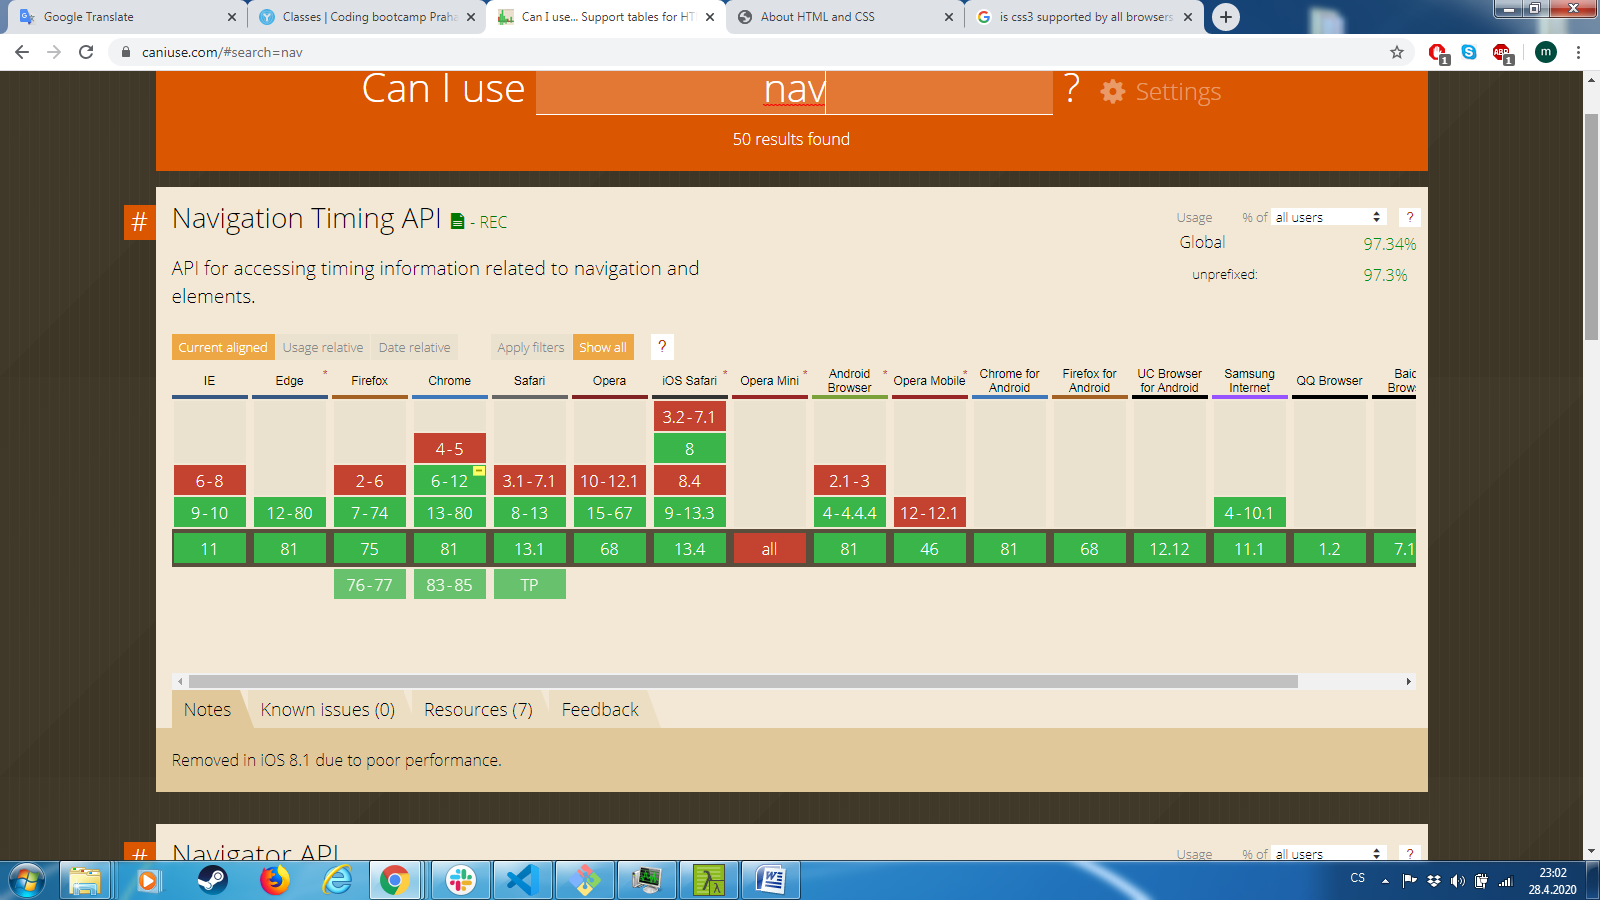 Google Translate
Classes | Coding bootcamp Praha
Can I use... Support tables for HT
About HTML and CSS
is css3 supported by all browsers
caniuse.com/#search=nav
1
ABP
1
m
Can I use nav ? Settings
50 results found
# Navigation Timing API - REC
Usage % of all users ?
Global 97.34%
unprefixed: 97.3%
API for accessing timing information related to navigation and
elements.
Current aligned Usage relative Date relative Apply filters Show all ?
IE Edge * Firefox Chrome Safari Opera iOS Safari * Opera Mini * Android Browser * Opera Mobile * Chrome for Android Firefox for Android UC Browser for Android Samsung Internet QQ Browser
3.2-7.1
4-5 8
6-8 2-6 6-12 3.1-7.1 10-12.1 8.4 2.1-3
9-10 12-80 7-74 13-80 8-13 15-67 9-13.3 4-4.4.4 12-12.1 4-10.1
11 81 75 81 13.1 68 13.4 all 81 46 81 68 12.12 11.1 1.2 7.1
76-77 83-85 TP
Notes Known issues (0) Resources (7) Feedback
Removed in iOS 8.1 due to poor performance.
# Navigator API
Usage % of all users ?
CS
23:02
28.4.2020